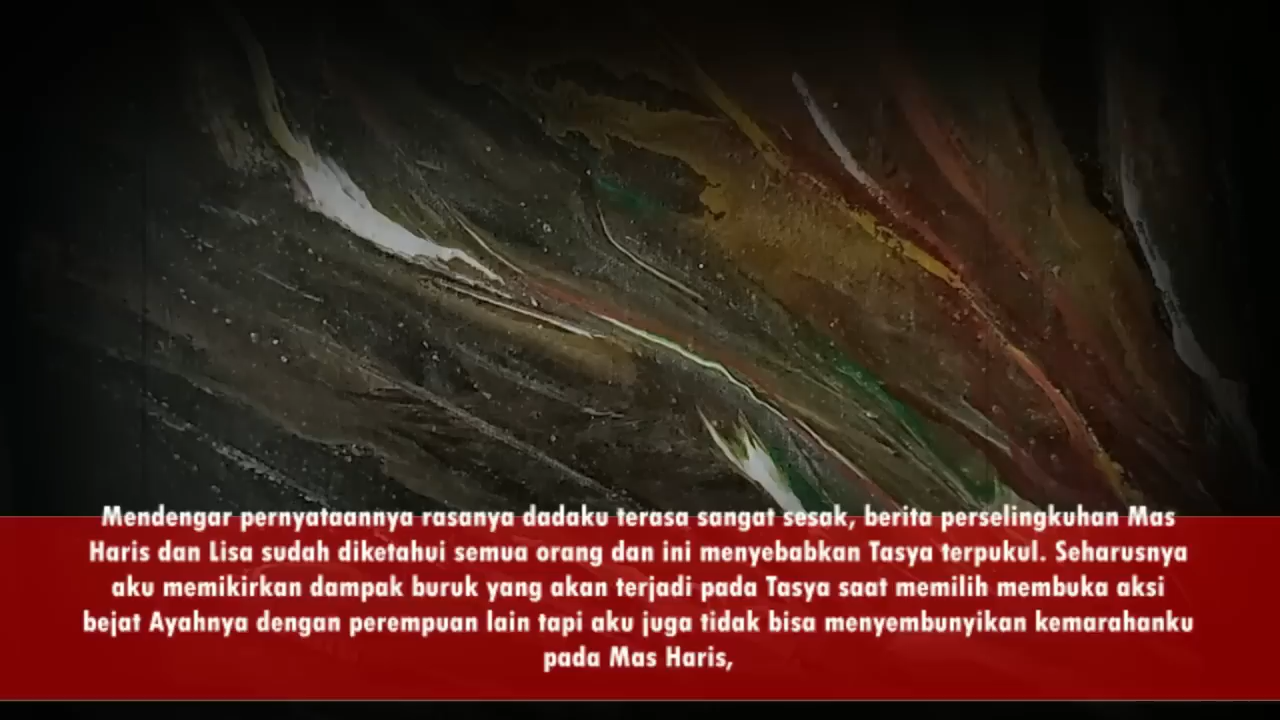 Mendengar pernyataannya rasanya dadaku terasa sangat sesak, berita perselingkuhan Mas
Haris dan Lisa sudah diketahui semua orang dan ini menyebabkan Tasya terpukul. Seharusnya
aku memikirkan dampak buruk yang akan terjadi pada Tasya saat memilih membuka aksi
bejat Ayahnya dengan perempuan lain tapi aku juga tidak bisa menyembunyikan kemarahanku
pada Mas Haris,